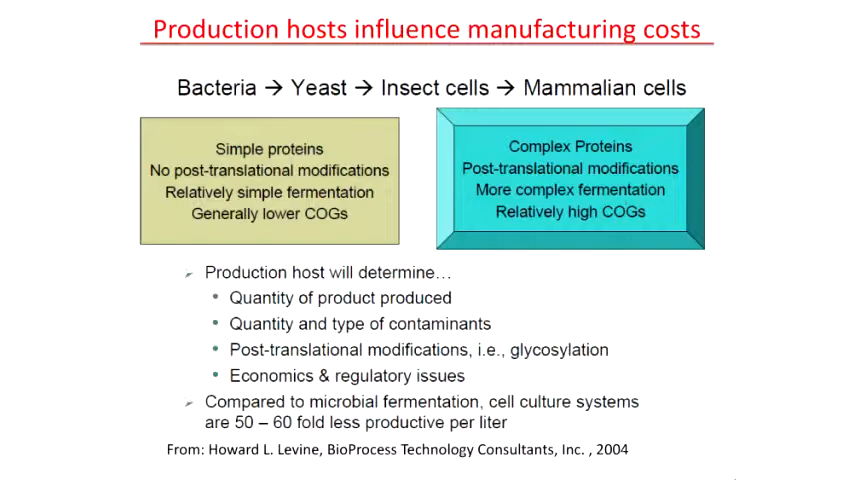 Production hosts influence manufacturing costs
Bacteria → Yeast → Insect cells → Mammalian cells
Simple proteins
No post-translational modifications
Relatively simple fermentation
Generally lower COGs
Complex Proteins
Post-translational modifications
More complex fermentation
Relatively high COGs
Production host will determine…
• Quantity of product produced
• Quantity and type of contaminants
• Post-translational modifications, i.e., glycosylation
• Economics & regulatory issues
Compared to microbial fermentation, cell culture systems
are 50 – 60 fold less productive per liter
From: Howard L. Levine, BioProcess Technology Consultants, Inc. , 2004